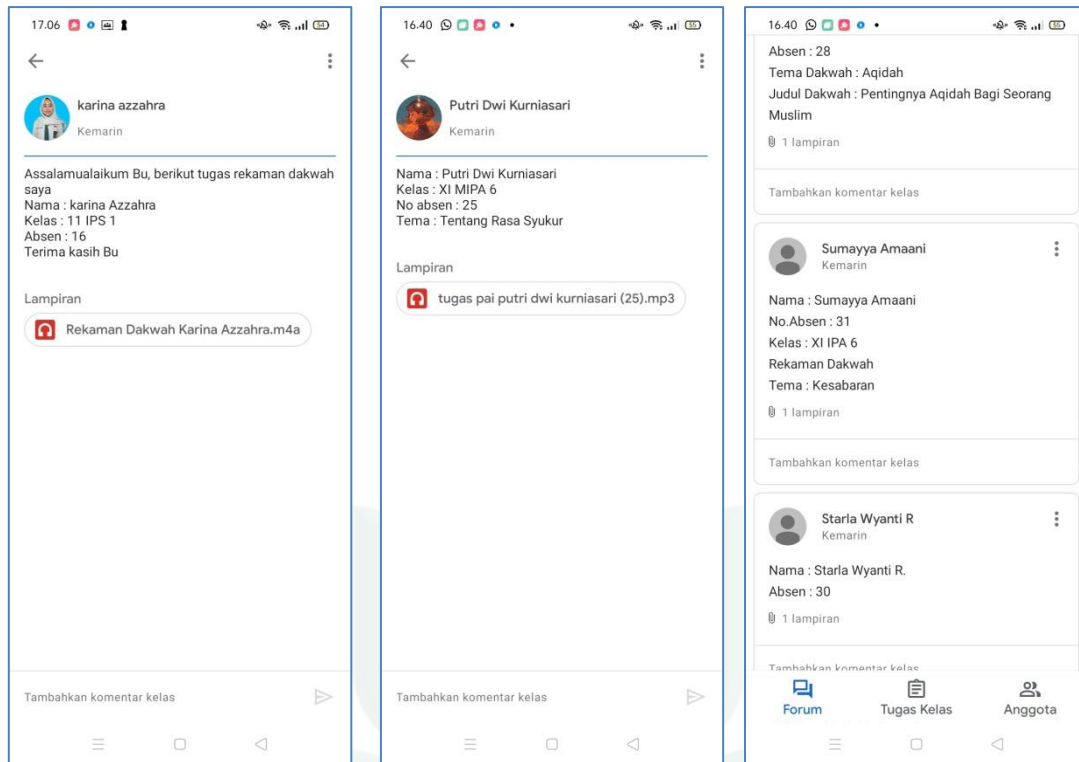 17.06
54
karina azzahra
Kemarin
Assalamualaikum Bu, berikut tugas rekaman dakwah
saya
Nama : karina Azzahra
Kelas : 11 IPS 1
Absen : 16
Terima kasih Bu
Lampiran
Rekaman Dakwah Karina Azzahra.m4a
Tambahkan komentar kelas
16.40
55
Putri Dwi Kurniasari
Kemarin
Nama : Putri Dwi Kurniasari
Kelas : XI MIPA 6
No absen : 25
Tema : Tentang Rasa Syukur
Lampiran
tugas pai putri dwi kurniasari (25).mp3
Tambahkan komentar kelas
16.40
55
Absen : 28
Tema Dakwah : Aqidah
Judul Dakwah : Pentingnya Aqidah Bagi Seorang
Muslim
1 lampiran
Tambahkan komentar kelas
Sumayya Amaani
Kemarin
Nama : Sumayya Amaani
No.Absen : 31
Kelas : XI IPA 6
Rekaman Dakwah
Tema : Kesabaran
1 lampiran
Tambahkan komentar kelas
Starla Wyanti R
Kemarin
Nama : Starla Wyanti R.
Absen : 30
1 lampiran
Tambahkan komentar kelas
Forum
Tugas Kelas
Anggota